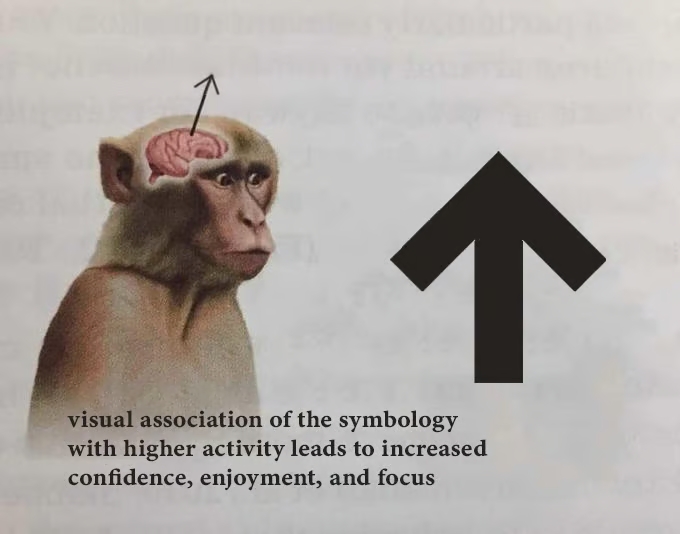 visual association of the symbology
with higher activity leads to increased
confidence, enjoyment, and focus